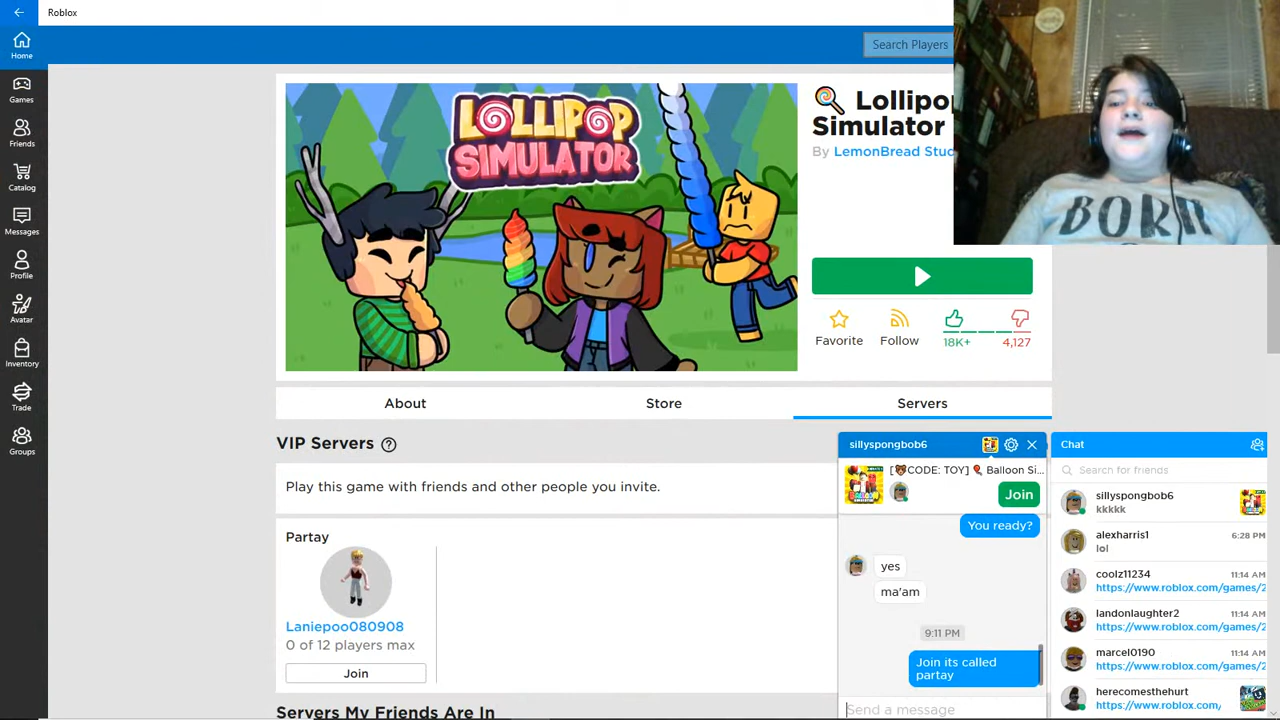 Roblox
Home
Games
Friends
Catalog
Messages
Profile
Avatar
Inventory
Trade
Groups
Search Players
LOLLIPOP
SIMULATOR
Lollipo
Simulator
By LemonBread Stud
BORN
Favorite
Follow
18K+
4,127
About
Store
Servers
VIP Servers ?
Play this game with friends and other people you invite.
Partay
Laniepoo080908
0 of 12 players max
Join
Servers My Friends Are In
sillyspongbob6
[🐻CODE: TOY] 🎈 Balloon Si...
Join
You ready?
yes
ma'am
9:11 PM
Join its called
partay
Send a message
Chat
Search for friends
sillyspongbob6
kkkkk
alexharris1
6:28 PM
lol
coolz11234
11:14 AM
https://www.roblox.com/games/2
landonlaughter2
11:14 AM
https://www.roblox.com/games/2
marcel0190
11:14 AM
https://www.roblox.com/games/2
herecomesthehurt
https://www.roblox.com/